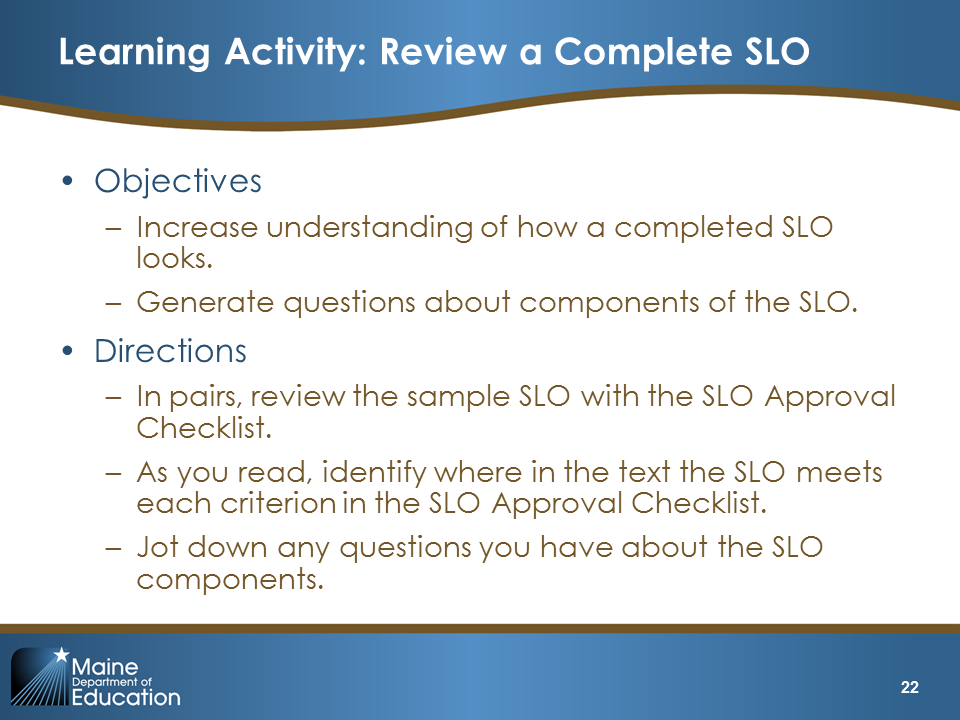 Learning Activity: Review a Complete SLO
• Objectives
– Increase understanding of how a completed SLO
looks.
– Generate questions about components of the SLO.
• Directions
– In pairs, review the sample SLO with the SLO Approval
Checklist.
– As you read, identify where in the text the SLO meets
each criterion in the SLO Approval Checklist.
– Jot down any questions you have about the SLO
components.
Maine
Department of
Education
22